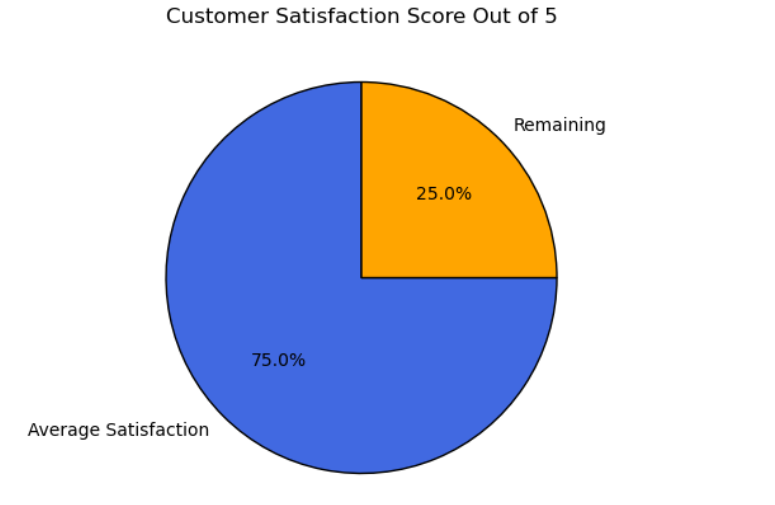 Customer Satisfaction Score Out of 5
Remaining
25.0%
75.0%
Average Satisfaction